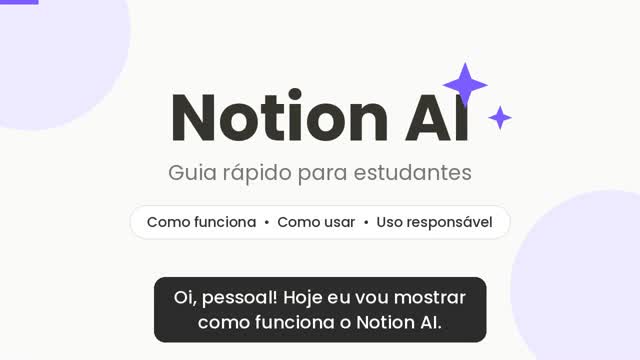 Notion AI
Guia rápido para estudantes
Como funciona • Como usar • Uso responsável
Oi, pessoal! Hoje eu vou mostrar
como funciona o Notion AI.